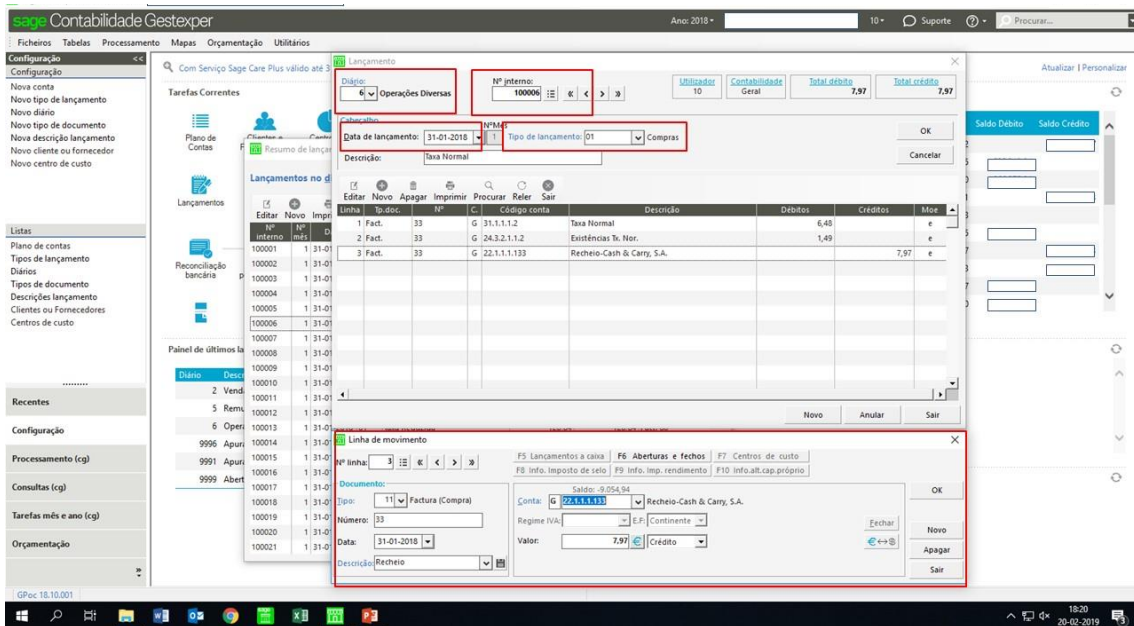 sage Contabilidade Gestexper
Ano: 2018
10
Suporte
Procurar...
Ficheiros Tabelas Processamento Mapas Orçamentação Utilitários
Configuração <<
Configuração
Nova conta
Novo tipo de lançamento
Novo diário
Novo tipo de documento
Nova descrição lançamento
Novo cliente ou fornecedor
Novo centro de custo
Listas
Plano de contas
Tipos de lançamento
Diários
Tipos de documento
Descrições lançamento
Clientes ou Fornecedores
Centros de custo
Recentes
Configuração
Processamento (cg)
Consultas (cg)
Tarefas mês e ano (cg)
Orçamentação
GPoc 18.10.001
Com Serviço Sage Care Plus válido até 3
Atualizar | Personalizar
Tarefas Correntes
Plano de
Contas
Lançamentos
Reconciliação
bancária
Saldo Débito Saldo Crédito
Painel de últimos la
Diário
2 Vend
5 Remu
6 Opera
9996 Apura
9991 Apura
9999 Abert
Resumo de lançar
Lançamentos no d
Editar Novo Impri
Nº interno Nº mês
100001 1 31-01
100002 1 31-01
100003 1 31-01
100004 1 31-01
100005 1 31-01
100006 1 31-01
100007 1 31-01
100008 1 31-01
100009 1 31-01
100010 1 31-01
100011 1 31-01
100012 1 31-01
100013 1 31-01
100014 1 31-01
100015 1 31-01
100016 1 31-01
100017 1 31-01
100018 1 31-01
100019 1 31-01
100020 1 31-01
100021 1 31-01
Lançamento
Diário:
6 Operações Diversas
Nº interno:
100006
Utilizador Contabilidade Total débito Total crédito
10 Geral 7,97 7,97
Cabeçalho
Data de lançamento: 31-01-2018
NºMês
1
Tipo de lançamento: 01 Compras
Descrição: Taxa Normal
OK
Cancelar
Editar Novo Apagar Imprimir Procurar Reler Sair
Linha Tp.doc. Nº C. Código conta Descrição Débitos Créditos Moe
1 Fact. 33 G 31.1.1.1.2 Taxa Normal 6,48 e
2 Fact. 33 G 24.3.2.1.1.2 Existências Tx. Nor. 1,49 e
3 Fact. 33 G 22.1.1.1.133 Recheio-Cash & Carry, S.A. 7,97 e
Novo Anular Sair
Linha de movimento
Nº linha: 3
F5 Lançamentos a caixa F6 Aberturas e fechos F7 Centros de custo
F8 Info. Imposto de selo F9 Info. Imp. rendimento F10 Info.alt.cap.próprio
Documento:
Tipo: 11 Factura (Compra)
Número: 33
Data: 31-01-2018
Descrição: Recheio
Saldo: -9.054,94
Conta: G 22.1.1.1.133 Recheio-Cash & Carry, S.A.
Regime IVA: E.F: Continente
Valor: 7,97 Crédito
Fechar
OK
Novo
Apagar
Sair
18:20
20-02-2019